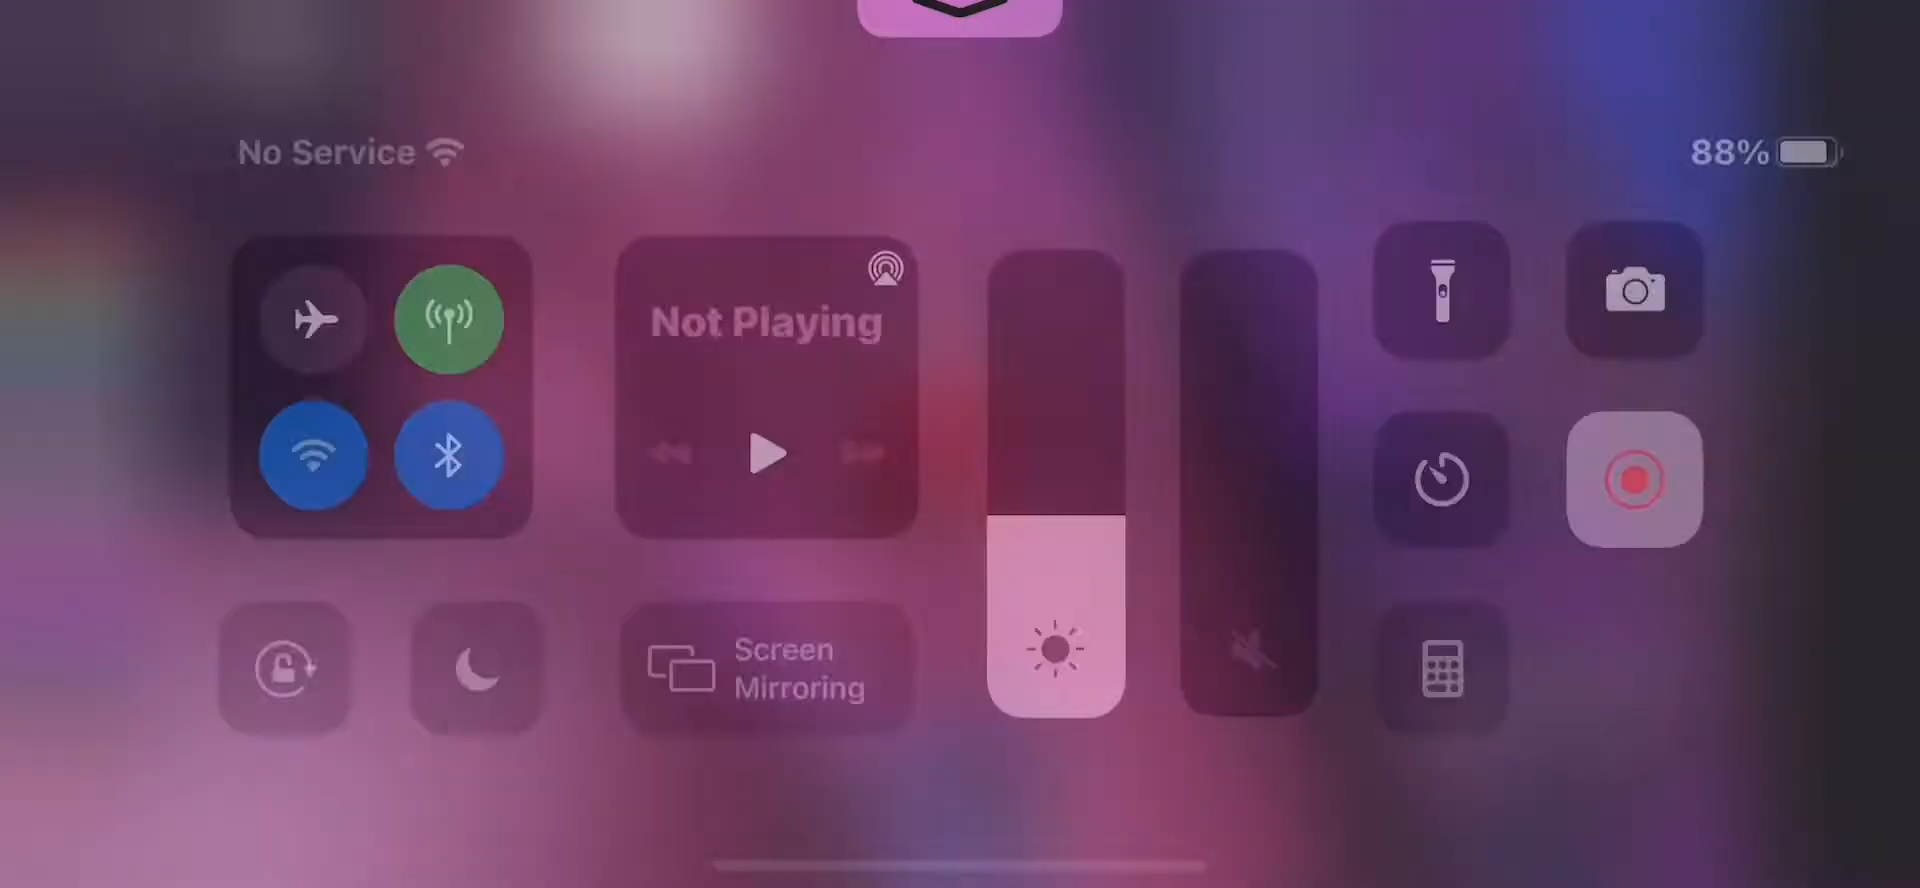 No Service
88%
Not Playing
Screen
Mirroring